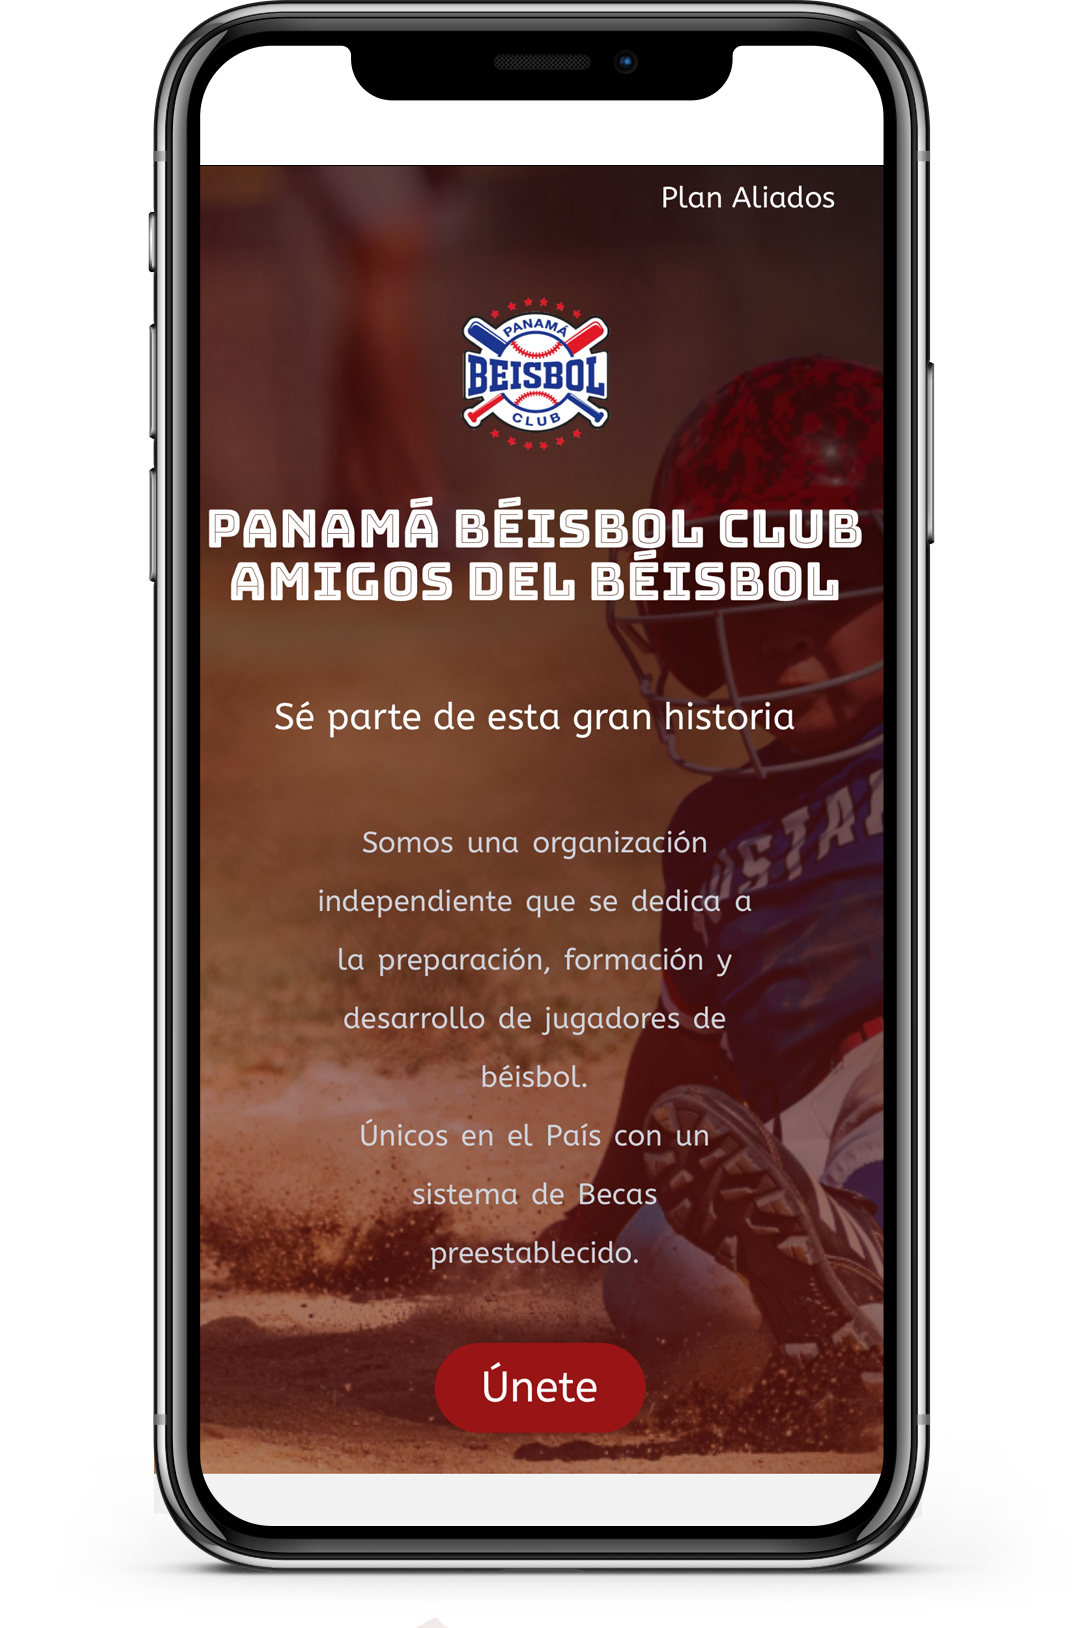 Plan Aliados
PANAMÁ
BEISBOL
CLUB
PANAMÁ BÉISBOL CLUB
AMIGOS DEL BÉISBOL
Sé parte de esta gran historia
Somos una organización
independiente que se dedica a
la preparación, formación y
desarrollo de jugadores de
béisbol.
Únicos en el País con un
sistema de Becas
preestablecido.
Únete